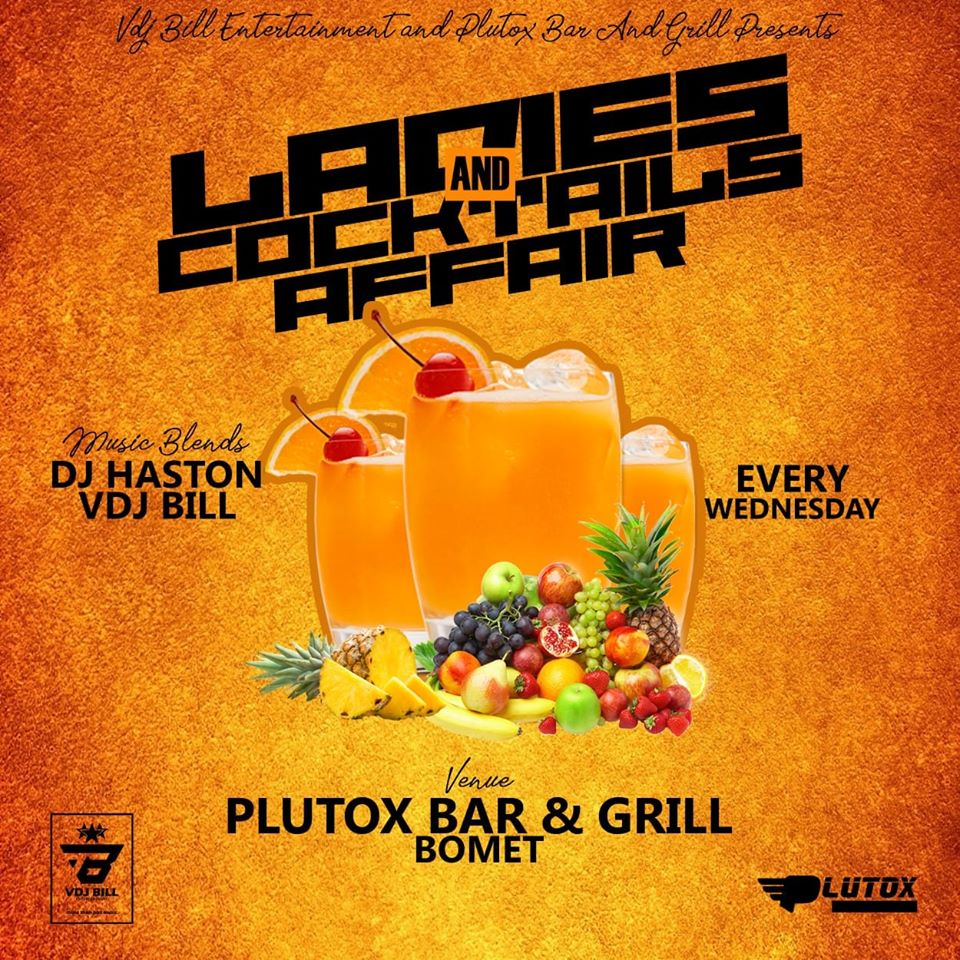 Vdj Bill Entertainment and Plutox Bar And Grill Presents
LADIES
AND
COCKTAILS
AFFAIR
Music Blends
DJ HASTON
VDJ BILL
EVERY
WEDNESDAY
Venue
PLUTOX BAR & GRILL
BOMET
VDJ BILL
PLUTOX